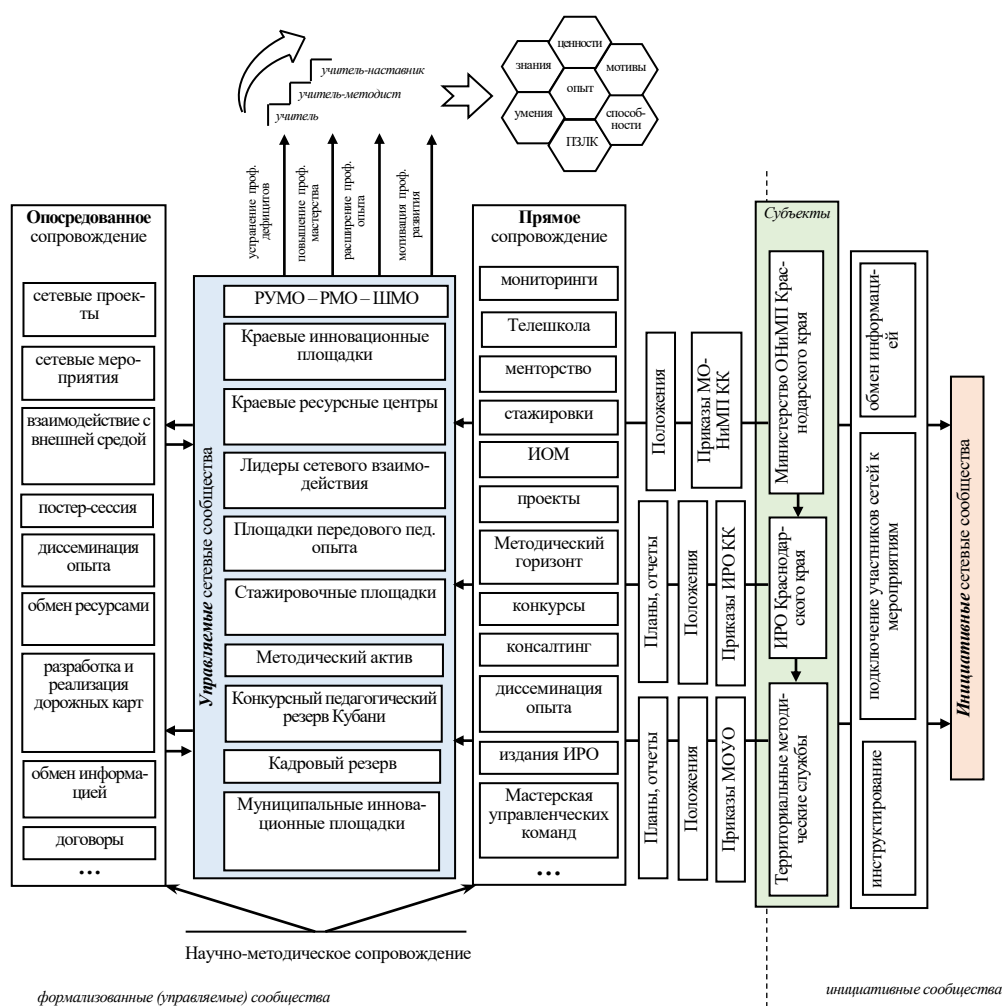 ценности
знания
мотивы
опыт
умения
способ-
ности
ПЗЛК
учитель-наставник
учитель-методист
учитель
устранение проф.
дефицитов
повышение проф.
мастерства
расширение проф.
опыта
мотивация проф.
развития
Опосредованное
сопровождение
сетевые проек-
ты
сетевые меро-
приятия
взаимодействие с
внешней средой
постер-сессия
диссеминация
опыта
обмен ресурсами
разработка и
реализация
дорожных карт
обмен информа-
цией
договоры
...
Управляемые сетевые сообщества
РУМО – РМО – ШМО
Краевые инновационные
площадки
Краевые ресурсные центры
Лидеры сетевого взаимо-
действия
Площадки передового пед.
опыта
Стажировочные площадки
Методический актив
Конкурсный педагогический
резерв Кубани
Кадровый резерв
Муниципальные иннова-
ционные площадки
Прямое
сопровождение
мониторинги
Телешкола
менторство
стажировки
ИОМ
проекты
Методический
горизонт
конкурсы
консалтинг
диссеминация
опыта
издания ИРО
Мастерская
управленческих
команд
...
Положения
Приказы МО-
НиМП КК
Планы, отчеты
Положения
Приказы ИРО КК
Планы, отчеты
Положения
Приказы МОУО
Субъекты
Министерство ОНиМП Крас-
нодарского края
ИРО Краснодар-
ского края
Территориальные методи-
ческие службы
обмен информаци-
ей
подключение участников сетей к
мероприятиям
инструктирование
Инициативные сетевые сообщества
Научно-методическое сопровождение
формализованные (управляемые) сообщества
инициативные сообщества